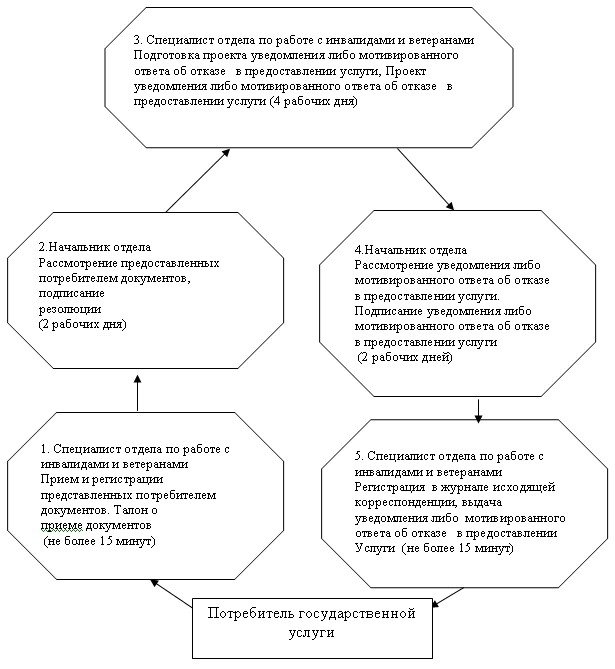 3. Специалист отдела по работе с инвалидами и ветеранами
Подготовка проекта уведомления либо мотивированного
ответа об отказе в предоставлении услуги, Проект
уведомления либо мотивированного ответа об отказе в
предоставлении услуги (4 рабочих дня)
2.Начальник отдела
Рассмотрение предоставленных
потребителем документов,
подписание
резолюции
(2 рабочих дня)
4.Начальник отдела
Рассмотрение уведомления либо
мотивированного ответа об отказе
в предоставлении услуги.
Подписание уведомления либо
мотивированного ответа об отказе
в предоставлении услуги
(2 рабочих дней)
1. Специалист отдела по работе с
инвалидами и ветеранами
Прием и регистрации
представленных потребителем
документов. Талон о
приеме документов
(не более 15 минут)
5. Специалист отдела по работе с
инвалидами и ветеранами
Регистрация в журнале исходящей
корреспонденции, выдача
уведомления либо мотивированного
ответа об отказе в предоставлении
Услуги (не более 15 минут)
Потребитель государственной
услуги